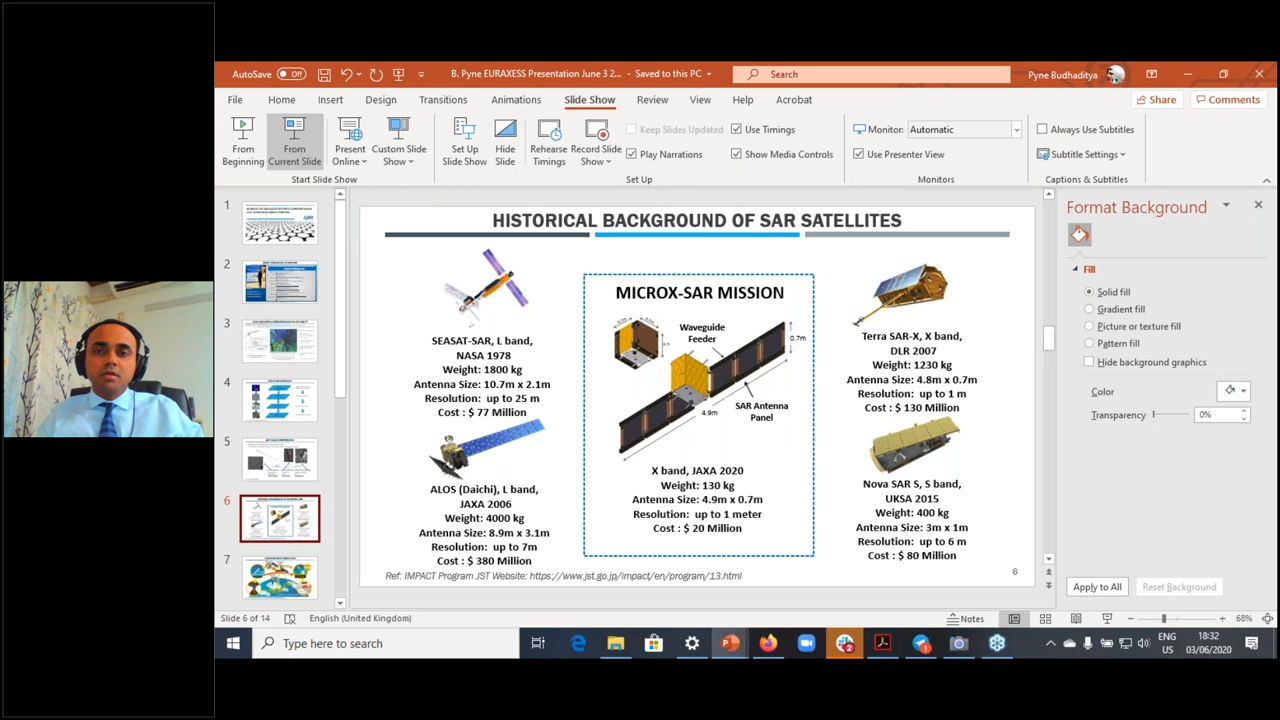 AutoSave
Off
B. Pyne EURAXESS Presentation June 3 2... - Saved to this PC
Search
Pyne Budhaditya
File
Home
Insert
Design
Transitions
Animations
Slide Show
Review
View
Help
Acrobat
Share
Comments
From
Beginning
From
Current Slide
Present
Online
Custom Slide
Show
Set Up
Slide Show
Hide
Slide
Rehearse
Timings
Record Slide
Show
Keep Slides Updated
Play Narrations
Use Timings
Show Media Controls
Monitor:
Automatic
Use Presenter View
Always Use Subtitles
Subtitle Settings
Start Slide Show
Set Up
Monitors
Captions & Subtitles
1
2
3
4
5
6
7
HISTORICAL BACKGROUND OF SAR SATELLITES
SEASAT-SAR, L band,
NASA 1978
Weight: 1800 kg
Antenna Size: 10.7m x 2.1m
Resolution: up to 25 m
Cost : $ 77 Million
ALOS (Daichi), L band,
JAXA 2006
Weight: 4000 kg
Antenna Size: 8.9m x 3.1m
Resolution: up to 7m
Cost : $ 380 Million
MICROX-SAR MISSION
Waveguide
Feeder
0.7m
4.9m
SAR Antenna
Panel
X band, JAXA 2020
Weight: 130 kg
Antenna Size: 4.9m x 0.7m
Resolution: up to 1 meter
Cost : $ 20 Million
Terra SAR-X, X band,
DLR 2007
Weight: 1230 kg
Antenna Size: 4.8m x 0.7m
Resolution: up to 1 m
Cost : $ 130 Million
Nova SAR S, S band,
UKSA 2015
Weight: 400 kg
Antenna Size: 3m x 1m
Resolution: up to 6 m
Cost : $ 80 Million
Ref: IMPACT Program JST Website: https;//www.jst.go.jp/impact/en/program/13.html
6
Format Background
Fill
Solid fill
Gradient fill
Picture or texture fill
Pattern fill
Hide background graphics
Color
Transparency
0%
Apply to All
Reset Background
Slide 6 of 14
English (United Kingdom)
Notes
68%
Type here to search
2
1
ENG
US
18:32
03/06/2020